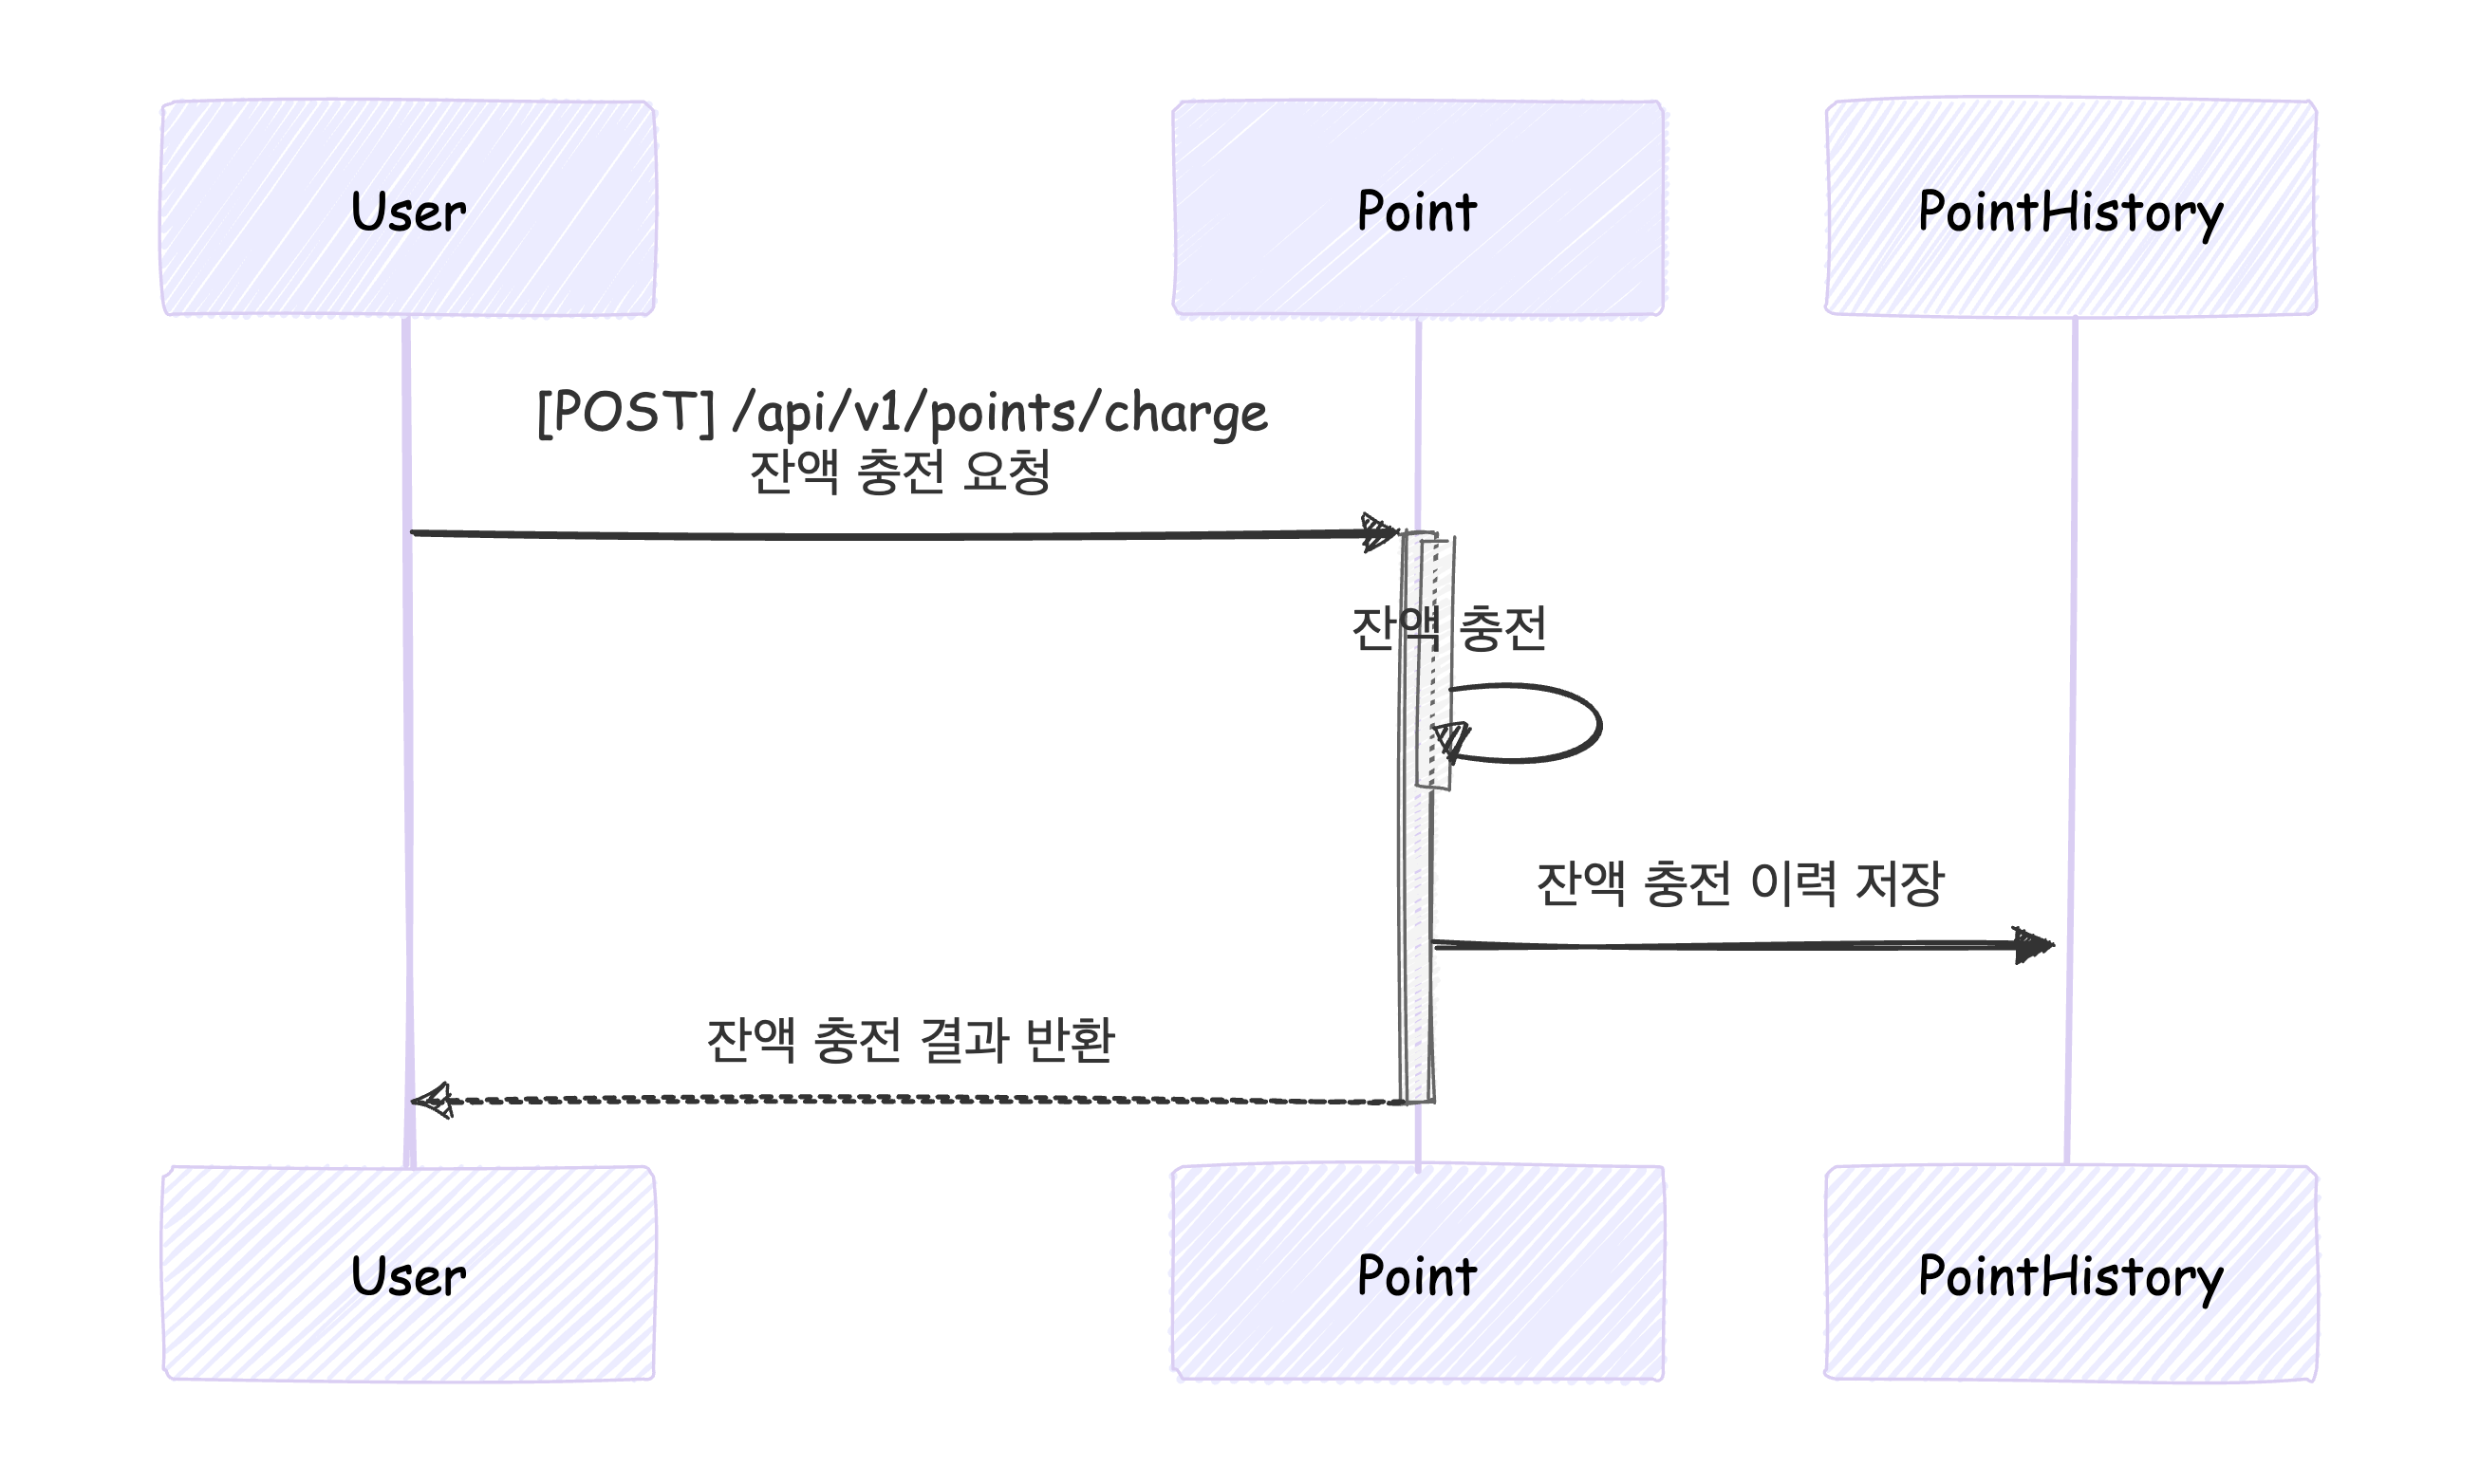 User
Point
PointHistory
[POST] /api/v1/points/charge
잔액 충전 요청
잔액 충전
잔액 충전 이력 저장
잔액 충전 결과 반환
User
Point
PointHistory